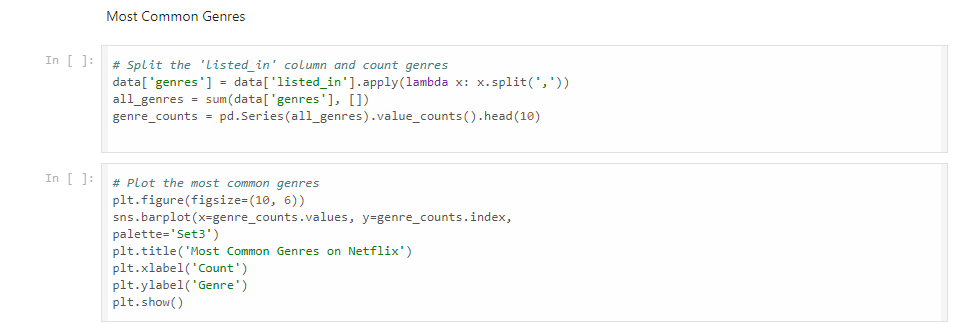 Most Common Genres
In [ ]:
# Split the 'listed_in' column and count genres
data['genres'] = data['listed_in'].apply(lambda x: x.split(','))
all_genres = sum(data['genres'], [])
genre_counts = pd.Series(all_genres).value_counts().head(10)
In [ ]:
# Plot the most common genres
plt.figure(figsize=(10, 6))
sns.barplot(x=genre_counts.values, y=genre_counts.index,
palette='Set3')
plt.title('Most Common Genres on Netflix')
plt.xlabel('Count')
plt.ylabel('Genre')
plt.show()